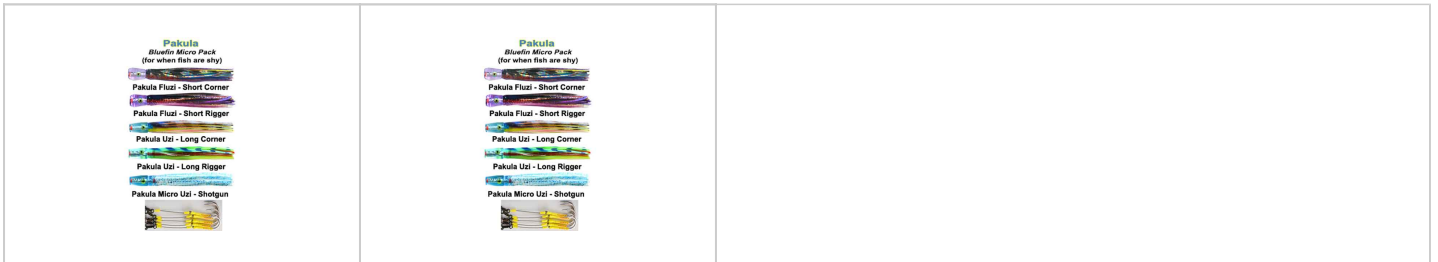 Pakula
Bluefin Micro Pack
(for when fish are shy)
Pakula Fluzi - Short Corner
Pakula Fluzi - Short Rigger
Pakula Uzi - Long Corner
Pakula Uzi - Long Rigger
Pakula Micro Uzi - Shotgun
Pakula
Bluefin Micro Pack
(for when fish are shy)
Pakula Fluzi - Short Corner
Pakula Fluzi - Short Rigger
Pakula Uzi - Long Corner
Pakula Uzi - Long Rigger
Pakula Micro Uzi - Shotgun